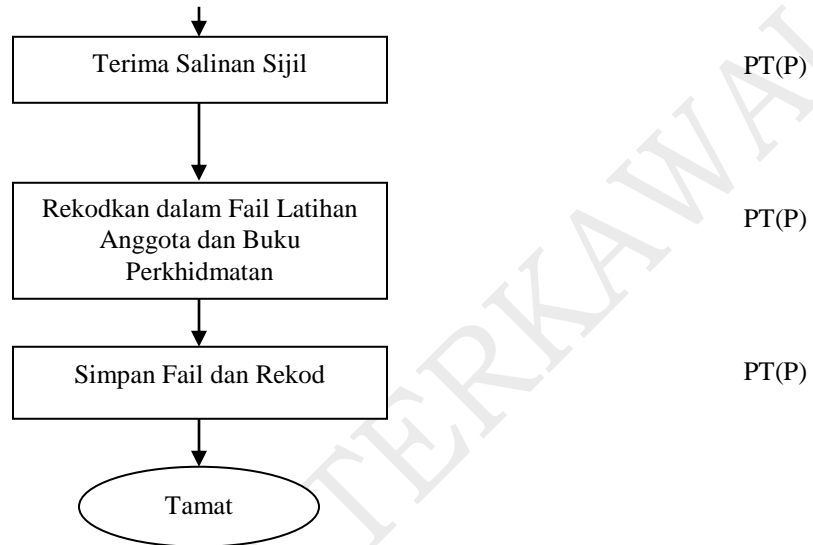 Terima Salinan Sijil
PT(P)
Rekodkan dalam Fail Latihan
Anggota dan Buku
Perkhidmatan
PT(P)
Simpan Fail dan Rekod
PT(P)
Tamat